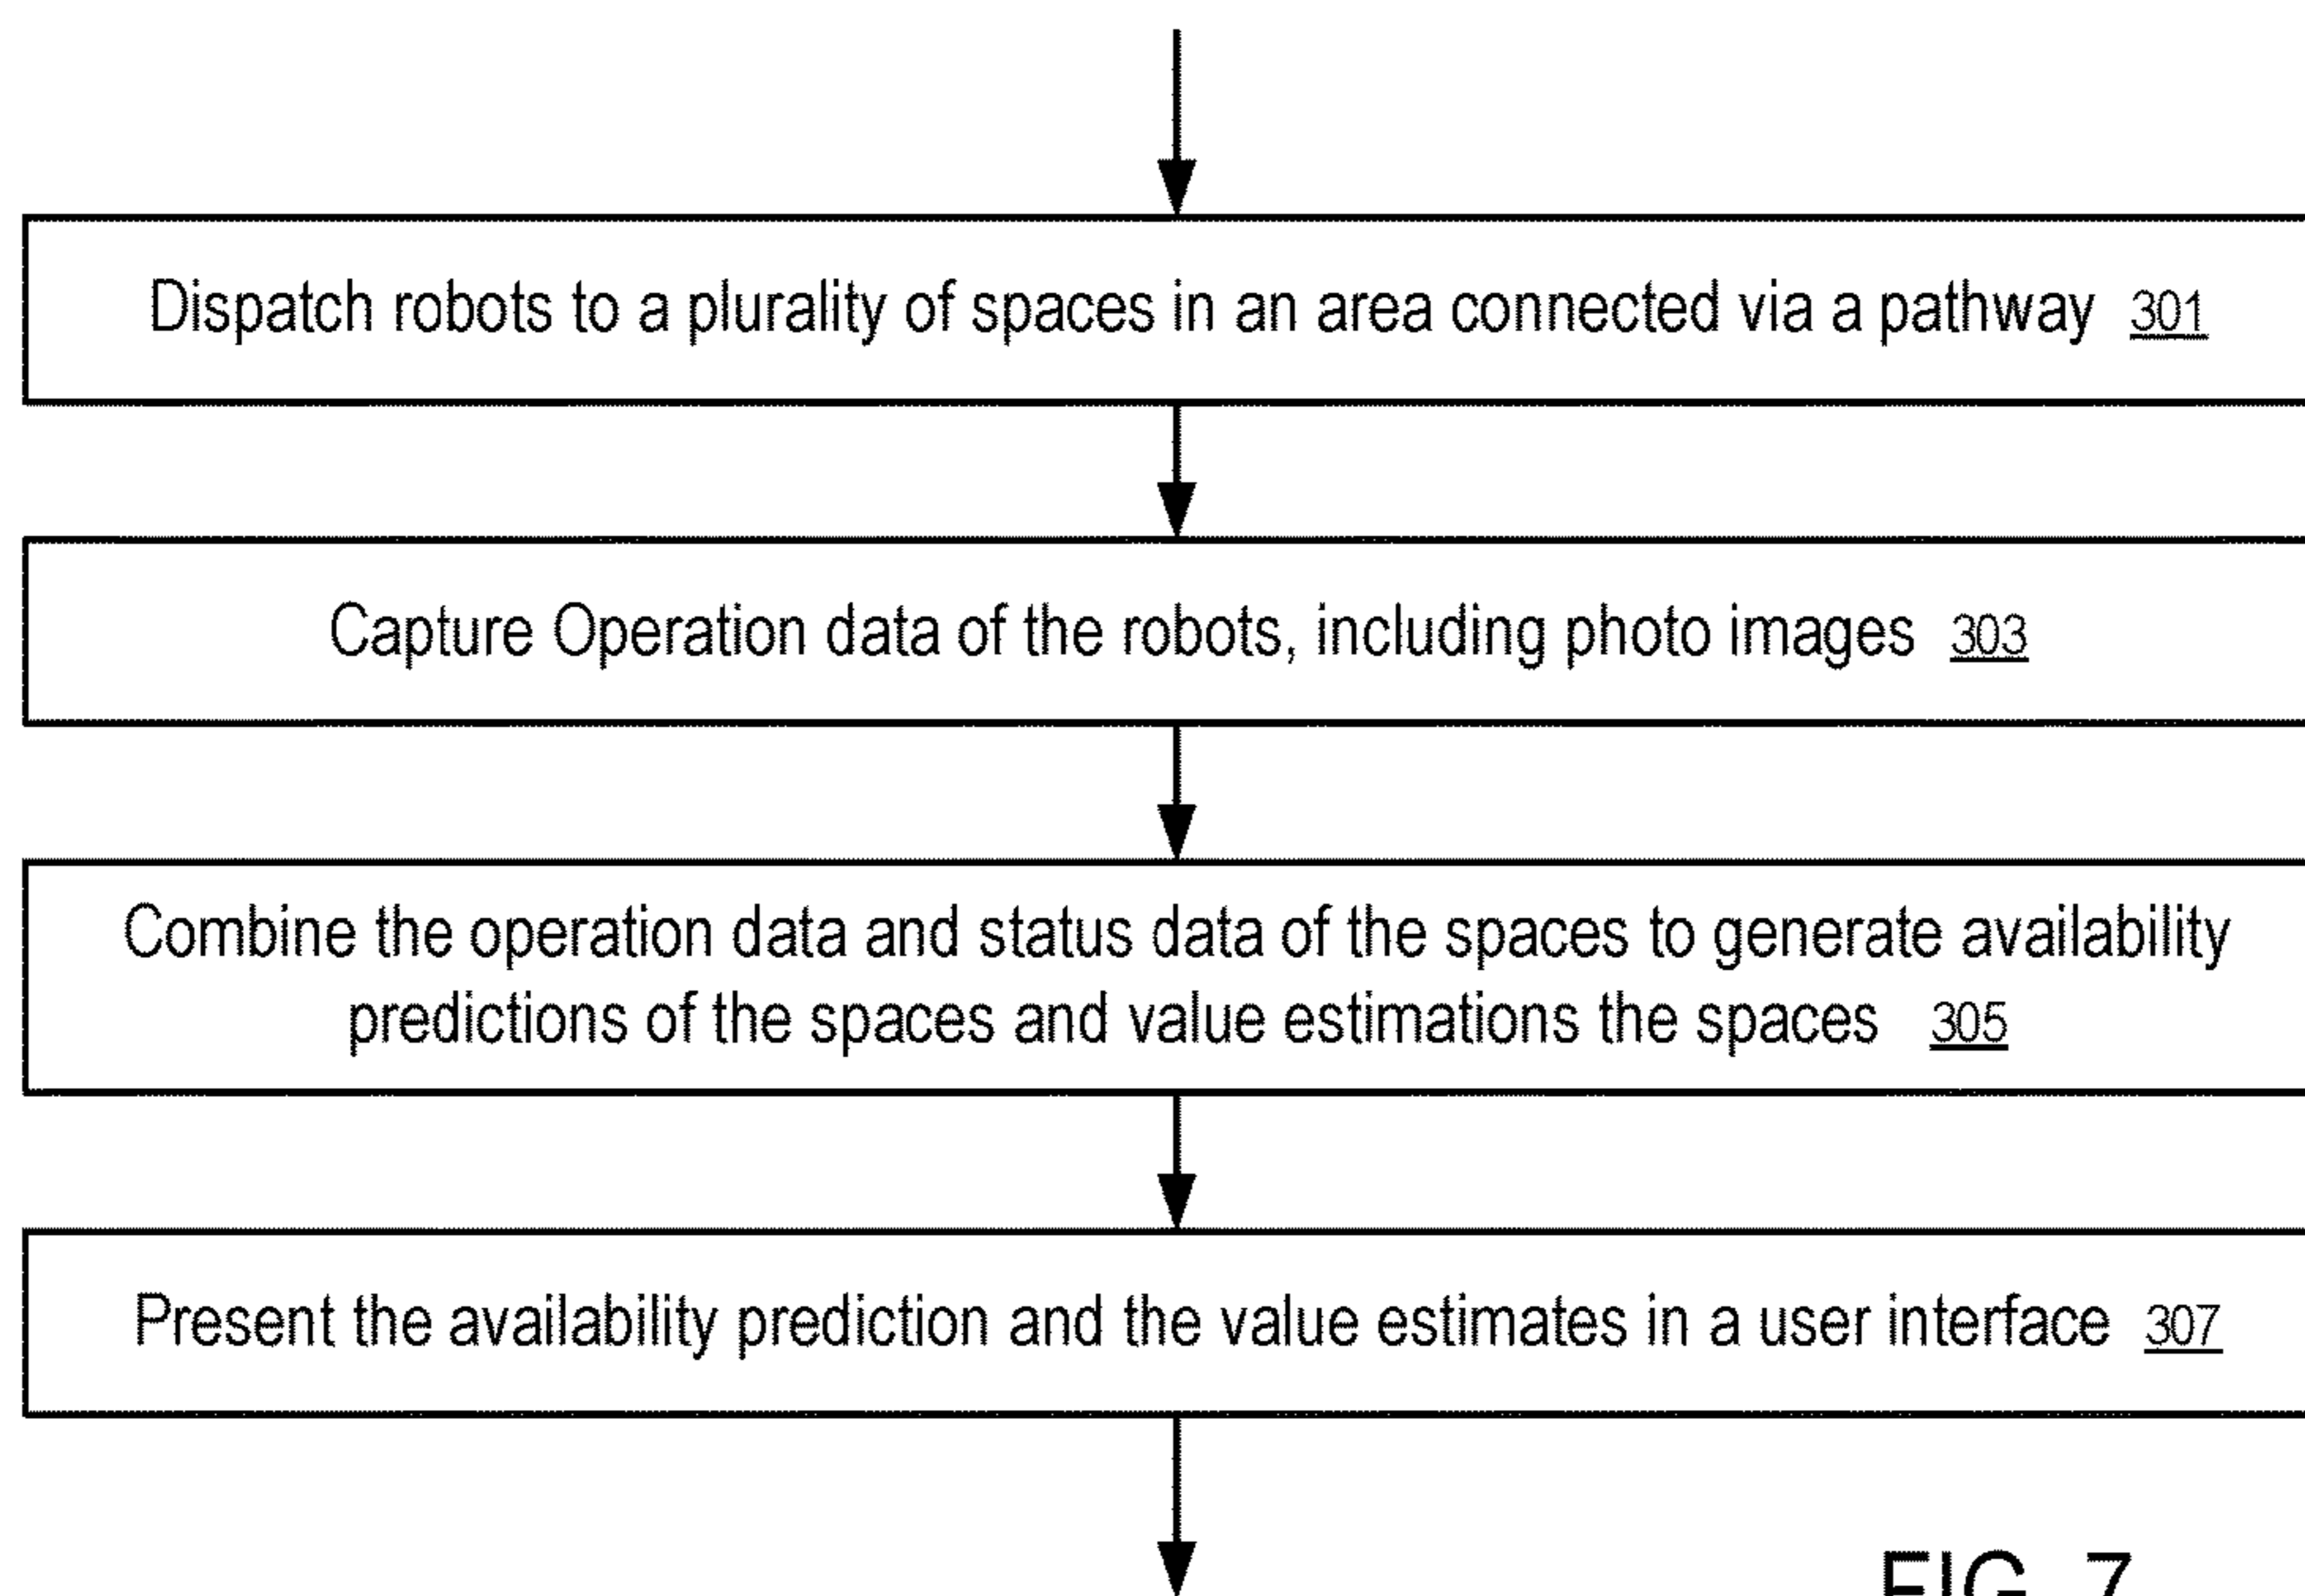 Dispatch robots to a plurality of spaces in an area connected via a pathway 301
Capture Operation data of the robots, including photo images 303
Combine the operation data and status data of the spaces to generate availability
predictions of the spaces and value estimations the spaces 305
Present the availability prediction and the value estimates in a user interface 307
FIG. 7